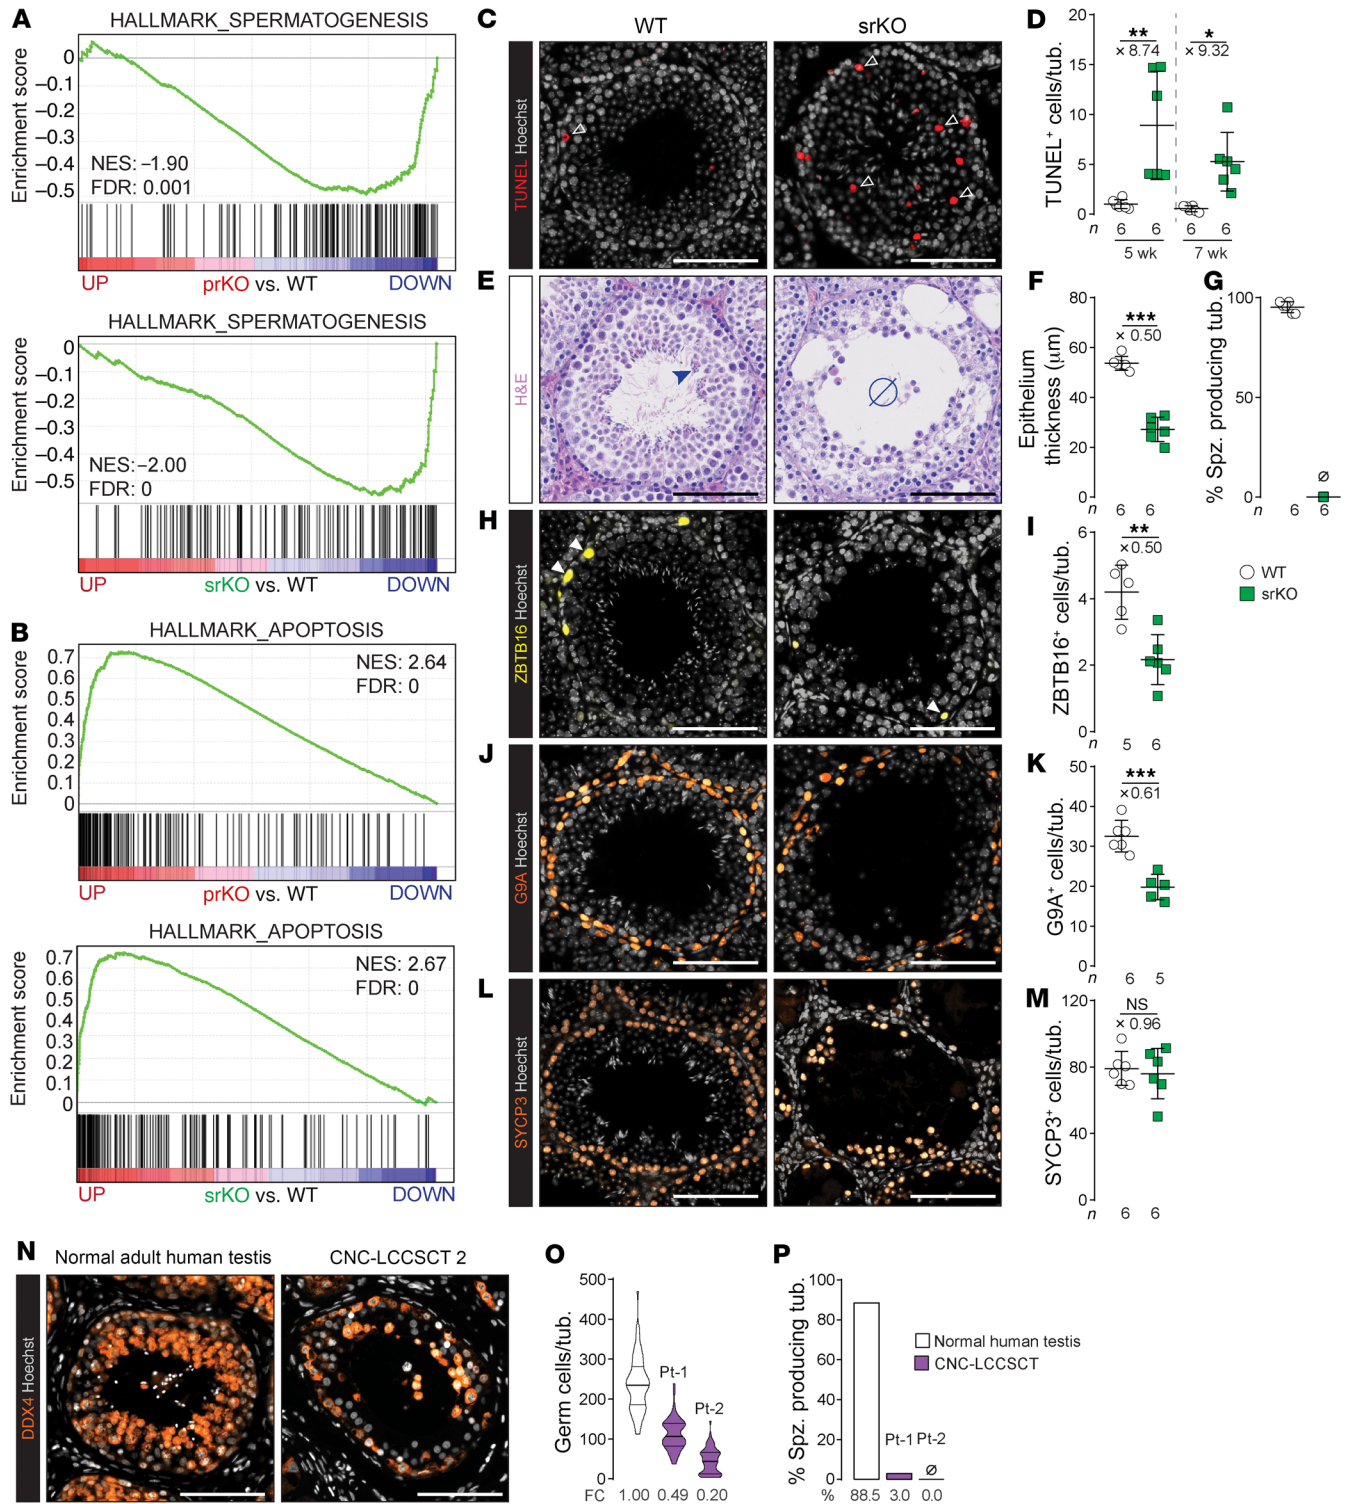 A
HALLMARK_SPERMATOGENESIS
Enrichment score
0
–0.1
–0.2
–0.3
–0.4
–0.5
NES: –1.90
FDR: 0.001
UP
prKO vs. WT
DOWN
HALLMARK_SPERMATOGENESIS
Enrichment score
0
–0.1
–0.2
–0.3
–0.4
–0.5
NES: –2.00
FDR: 0
UP
srKO vs. WT
DOWN
B
HALLMARK_APOPTOSIS
Enrichment score
0.7
0.6
0.5
0.4
0.3
0.2
0.1
0
NES: 2.64
FDR: 0
UP
prKO vs. WT
DOWN
HALLMARK_APOPTOSIS
Enrichment score
0.7
0.6
0.5
0.4
0.3
0.2
0.1
0
NES: 2.67
FDR: 0
UP
srKO vs. WT
DOWN
C
WT
srKO
TUNEL Hoechst
D
TUNEL+ cells/tub.
20
15
10
5
0
**
× 8.74
*
× 9.32
n
6
6
6
6
5 wk
7 wk
E
H&E
F
Epithelium
thickness (μm)
80
60
40
20
0
***
× 0.50
n
6
6
G
% Spz. producing tub.
100
50
0
Ø
n
6
6
H
ZBTB16 Hoechst
I
ZBTB16+ cells/tub.
6
4
2
0
**
×0.50
n
5
6
WT
srKO
J
G9A Hoechst
K
G9A+ cells/tub.
50
40
30
20
10
0
***
×0.61
n
6
5
L
SYCP3 Hoechst
M
SYCP3+ cells/tub.
120
80
40
0
NS
× 0.96
n
6
6
N
Normal adult human testis
CNC-LCCSCT 2
DDX4 Hoechst
O
Germ cells/tub.
500
400
300
200
100
0
Pt-1
Pt-2
FC
1.00
0.49
0.20
P
% Spz. producing tub.
100
80
60
40
20
0
Pt-1
Pt-2
Ø
%
88.5
3.0
0.0
Normal human testis
CNC-LCCSCT